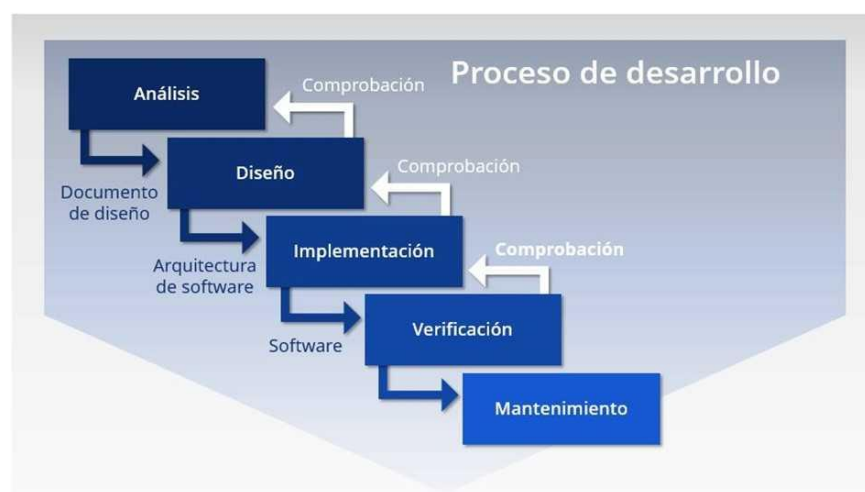 Proceso de desarrollo
Análisis
Comprobación
Documento
de diseño
Diseño
Comprobación
Arquitectura
de software
Implementación
Comprobación
Software
Verificación
Mantenimiento